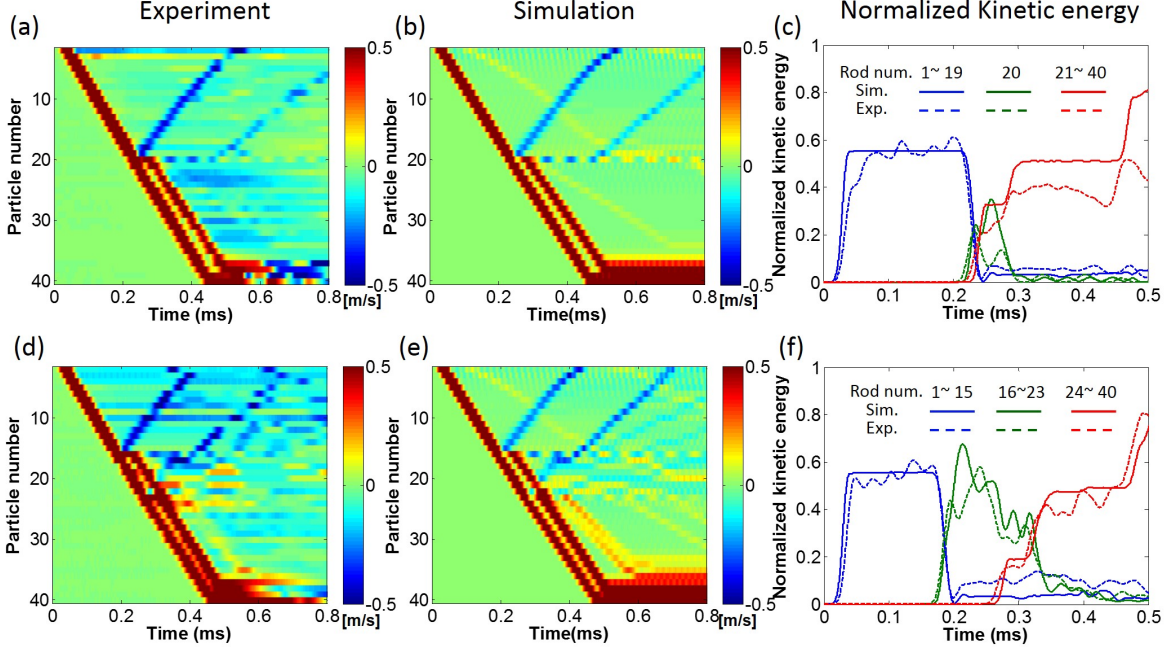 Experiment
Simulation
Normalized Kinetic energy
(a)
Particle number
10
20
30
40
0
0.2
0.4
0.6
0.8
Time (ms)
0.5
0
-0.5
[m/s]
(b)
Particle number
10
20
30
40
0
0.2
0.4
0.6
0.8
Time(ms)
0.5
0
-0.5
[m/s]
(c)
Normalized kinetic energy
1
0.8
0.6
0.4
0.2
0
Rod num. 1~ 19 20 21~ 40
Sim.
Exp.
0
0.1
0.2
0.3
0.4
0.5
Time (ms)
(d)
Particle number
10
20
30
40
0
0.2
0.4
0.6
0.8
Time (ms)
0.5
0
-0.5
[m/s]
(e)
Particle number
10
20
30
40
0
0.2
0.4
0.6
0.8
Time(ms)
0.5
0
-0.5
[m/s]
(f)
Normalized kinetic energy
1
0.8
0.6
0.4
0.2
0
Rod num. 1~ 15 16~23 24~ 40
Sim.
Exp.
0
0.1
0.2
0.3
0.4
0.5
Time (ms)